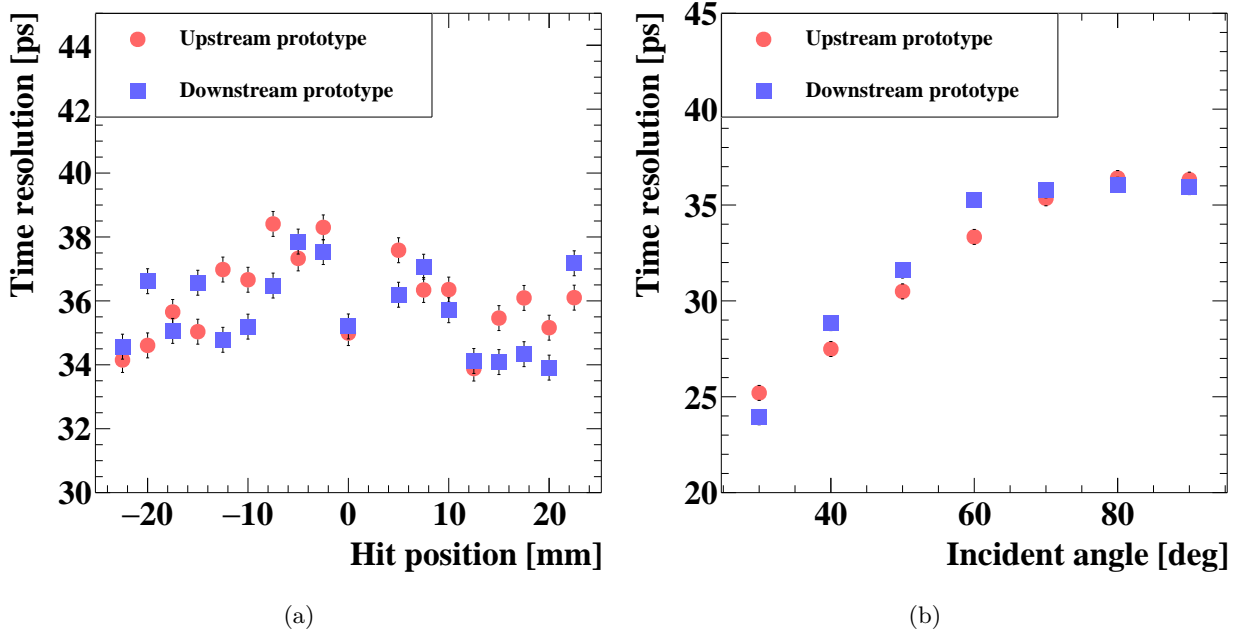 Time resolution [ps]
Upstream prototype
Downstream prototype
44
42
40
38
36
34
32
30
−20
−10
0
10
20
Hit position [mm]
(a)
Time resolution [ps]
Upstream prototype
Downstream prototype
45
40
35
30
25
20
40
60
80
Incident angle [deg]
(b)